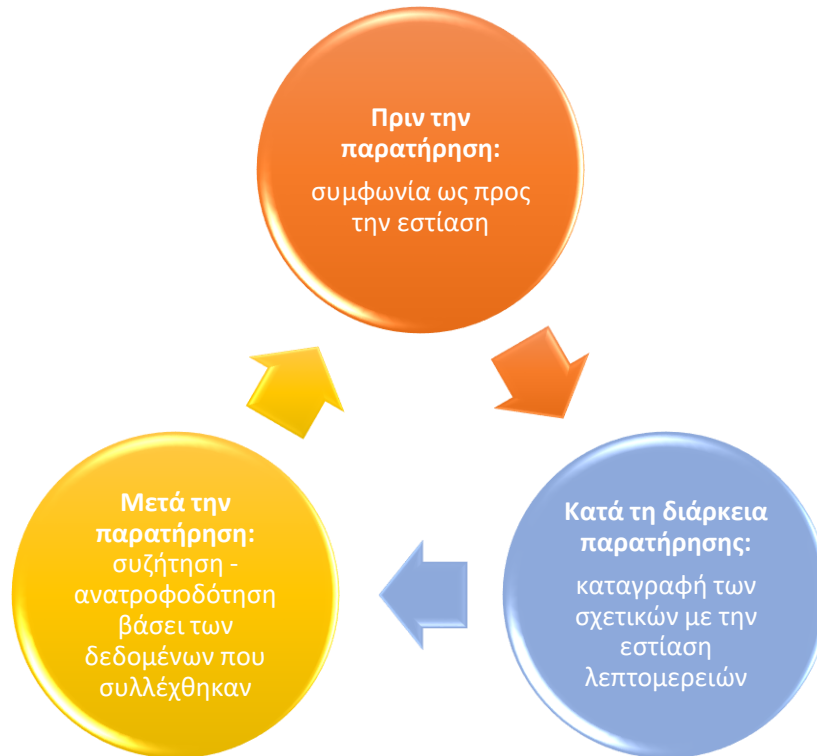 Πριν την
παρατήρηση:
συμφωνία ως προς
την εστίαση
Κατά τη διάρκεια
παρατήρησης:
καταγραφή των
σχετικών με την
εστίαση
λεπτομερειών
Μετά την
παρατήρηση:
συζήτηση -
ανατροφοδότηση
βάσει των
δεδομένων που
συλλέχθηκαν